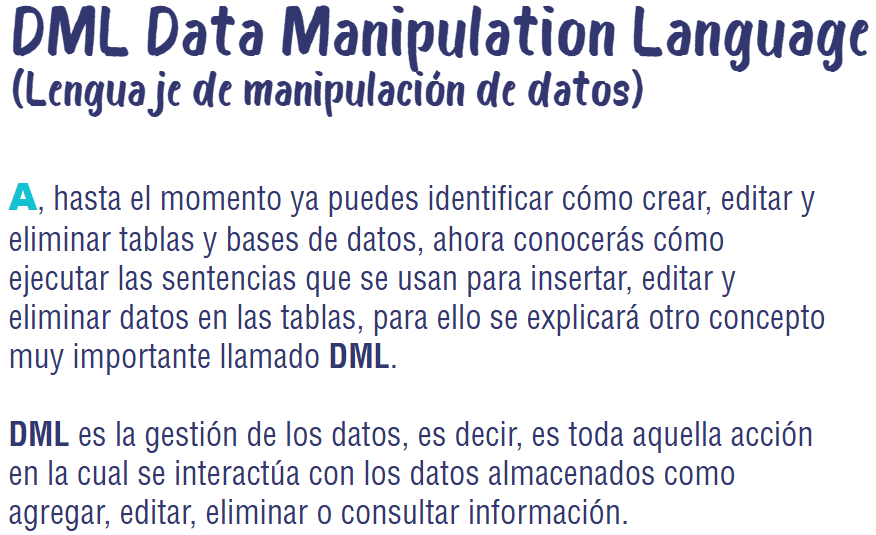 DML Data Manipulation Language
(Lenguaje de manipulación de datos)
A, hasta el momento ya puedes identificar cómo crear, editar y
eliminar tablas y bases de datos, ahora conocerás cómo
ejecutar las sentencias que se usan para insertar, editar y
eliminar datos en las tablas, para ello se explicará otro concepto
muy importante llamado DML.
DML es la gestión de los datos, es decir, es toda aquella acción
en la cual se interactúa con los datos almacenados como
agregar, editar, eliminar o consultar información.